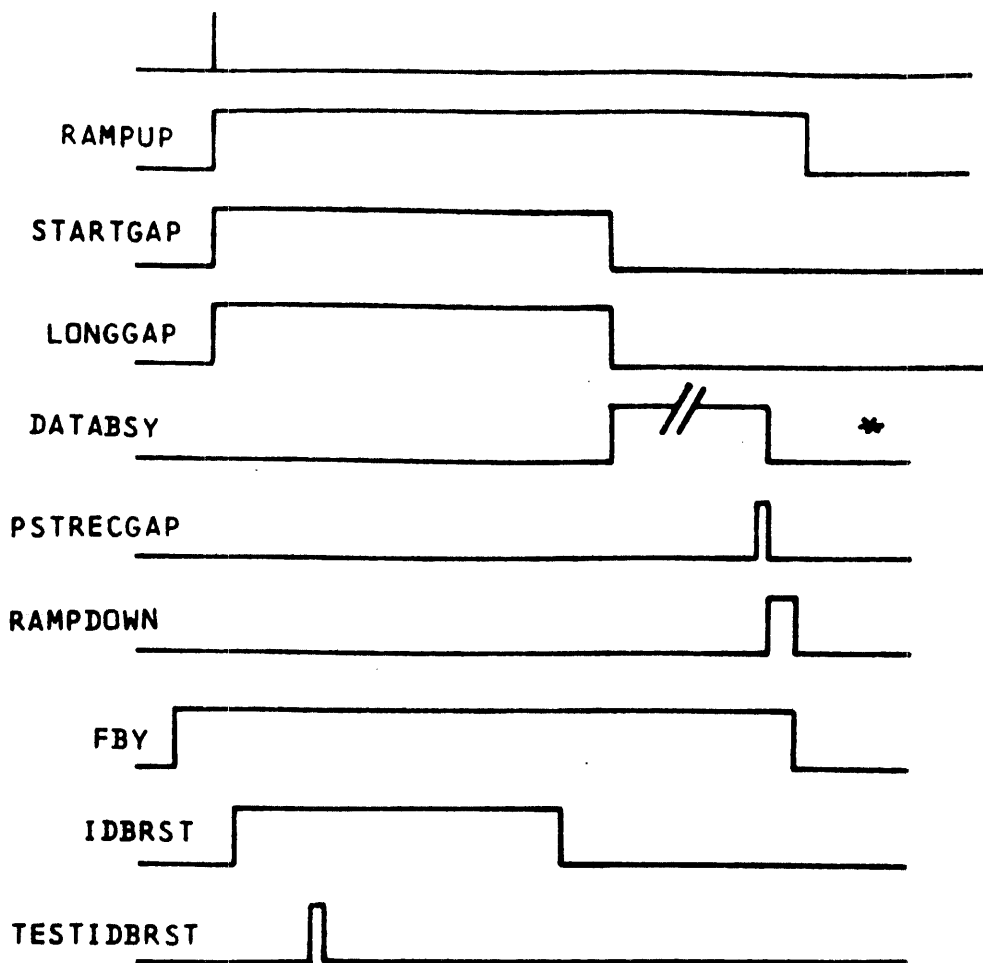 RAMPUP
STARTGAP
LONGGAP
DATABSY
*
PSTRECGAP
RAMPDOWN
FBY
IDBRST
TESTIDBRST